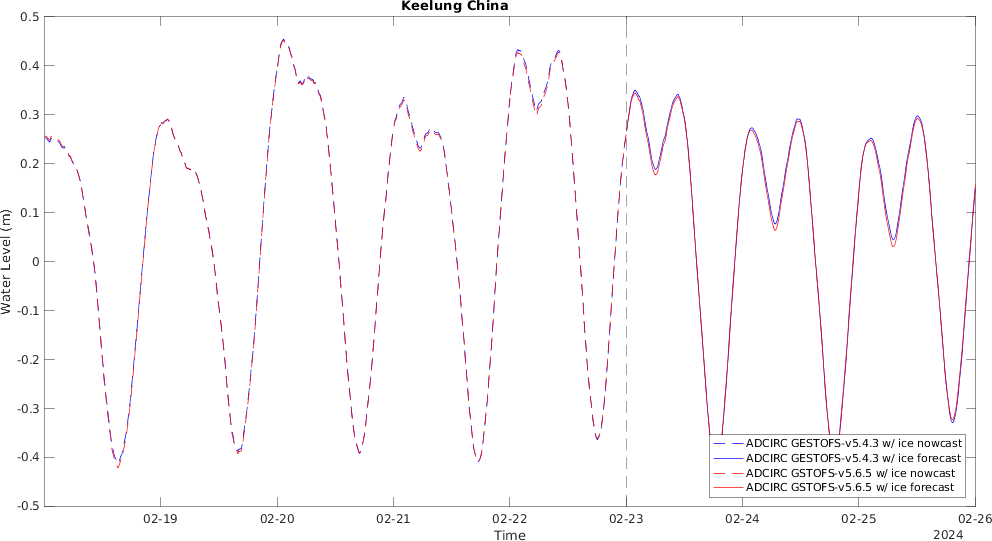 Keelung China
0.5
0.4
0.3
0.2
0.1
0
-0.1
-0.2
-0.3
-0.4
-0.5
Water Level (m)
ADCIRC GESTOFS-v5.4.3 w/ ice nowcast
ADCIRC GESTOFS-v5.4.3 w/ ice forecast
ADCIRC GSTOFS-v5.6.5 w/ ice nowcast
ADCIRC GSTOFS-v5.6.5 w/ ice forecast
02-19 02-20 02-21 02-22 02-23 02-24 02-25 02-26
Time
2024